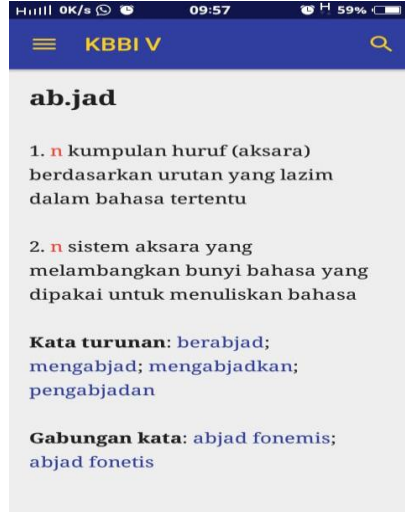 0K/s 09:57 H 59%
KBBI V
ab.jad
1. n kumpulan huruf (aksara)
berdasarkan urutan yang lazim
dalam bahasa tertentu
2. n sistem aksara yang
melambangkan bunyi bahasa yang
dipakai untuk menuliskan bahasa
Kata turunan: berabjad;
mengabjad; mengabjadkan;
pengabjadan
Gabungan kata: abjad fonemis;
abjad fonetis